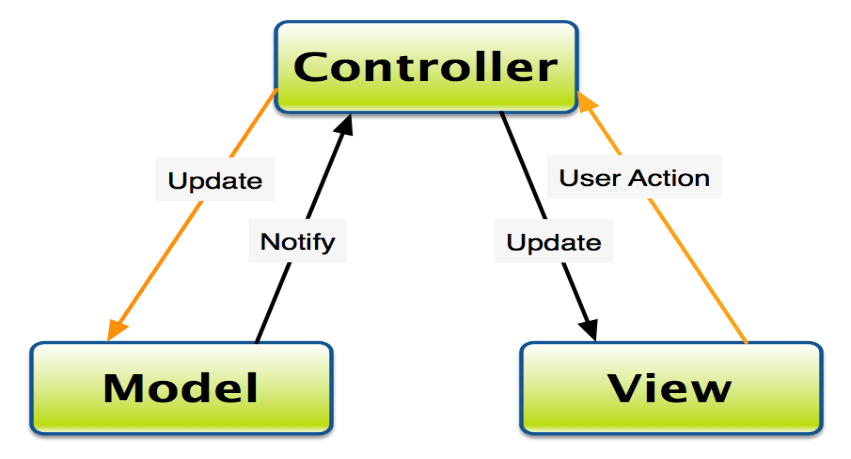 Controller
Update
User Action
Notify
Update
Model
View